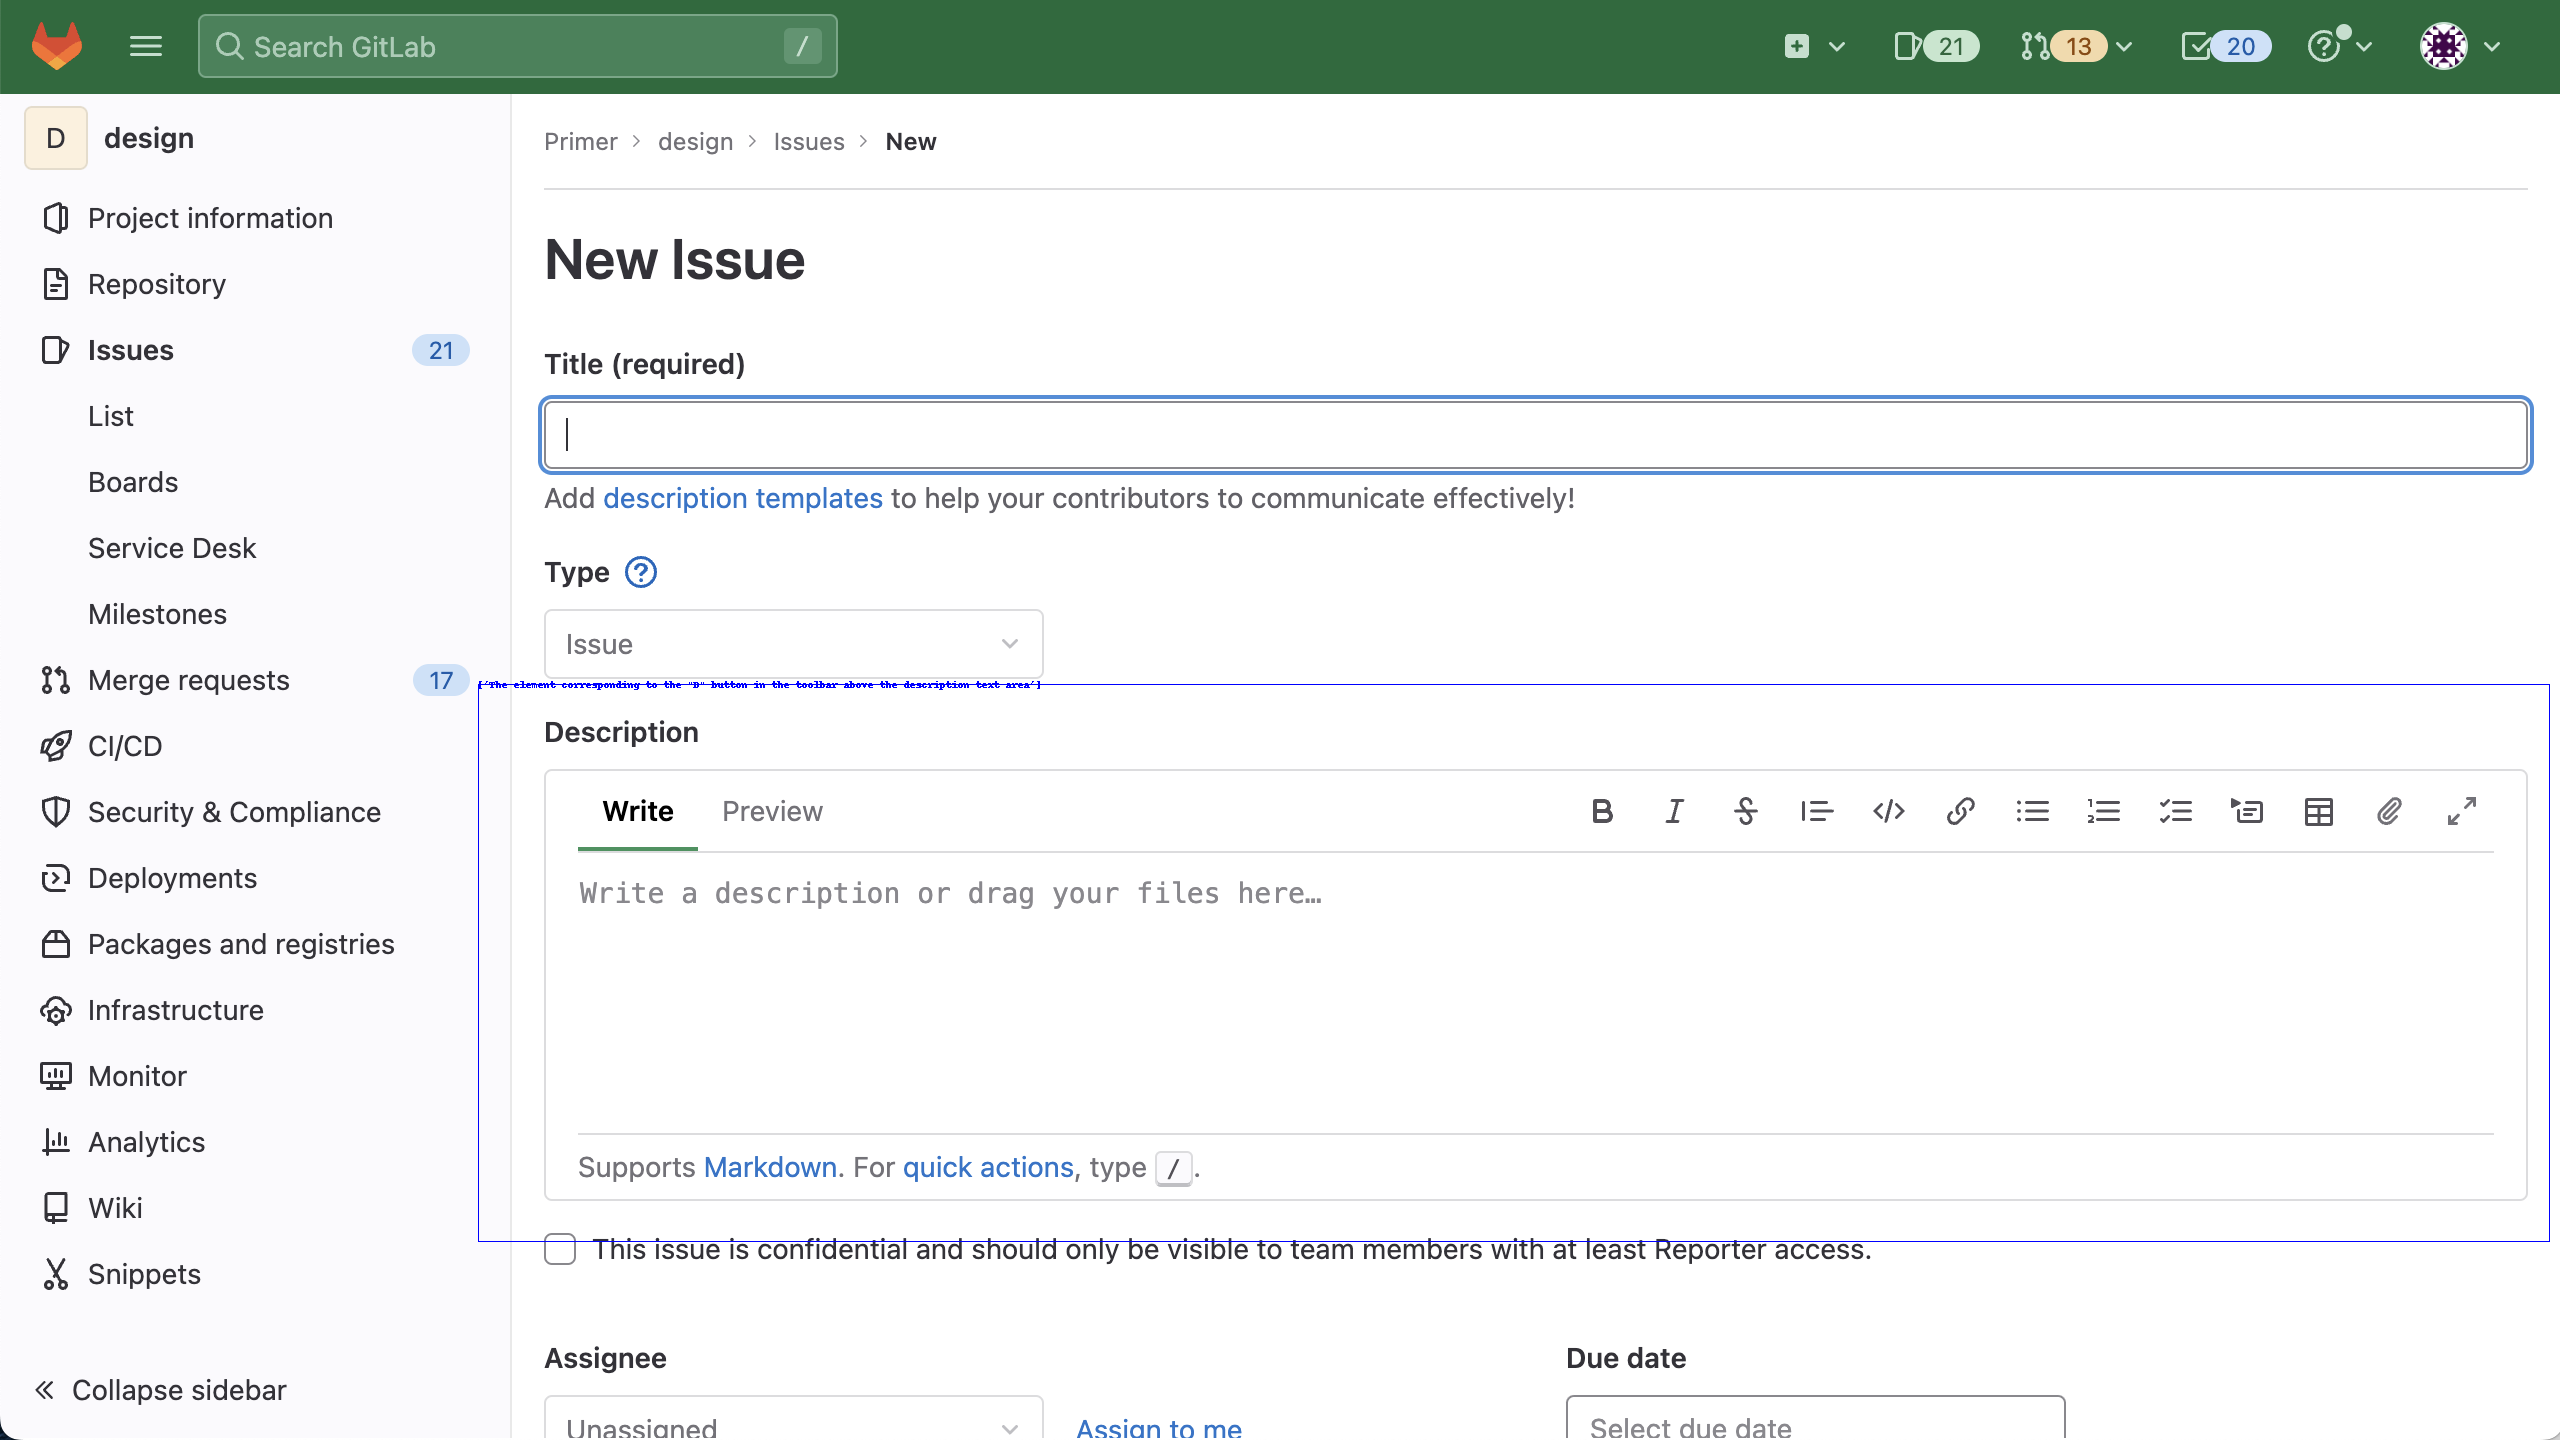 Search GitLab /
21
13
20
D design
Project information
Repository
Issues 21
List
Boards
Service Desk
Milestones
Merge requests 17
CI/CD
Security & Compliance
Deployments
Packages and registries
Infrastructure
Monitor
Analytics
Wiki
Snippets
Collapse sidebar
Primer > design > Issues > New
New Issue
Title (required)
Add description templates to help your contributors to communicate effectively!
Type ?
Issue
['The element corresponding to the "D" button in the toolbar above the description text area']
Description
Write Preview
Write a description or drag your files here…
Supports Markdown. For quick actions, type /.
This issue is confidential and should only be visible to team members with at least Reporter access.
Assignee
Unassigned
Assign to me
Due date
Select due date